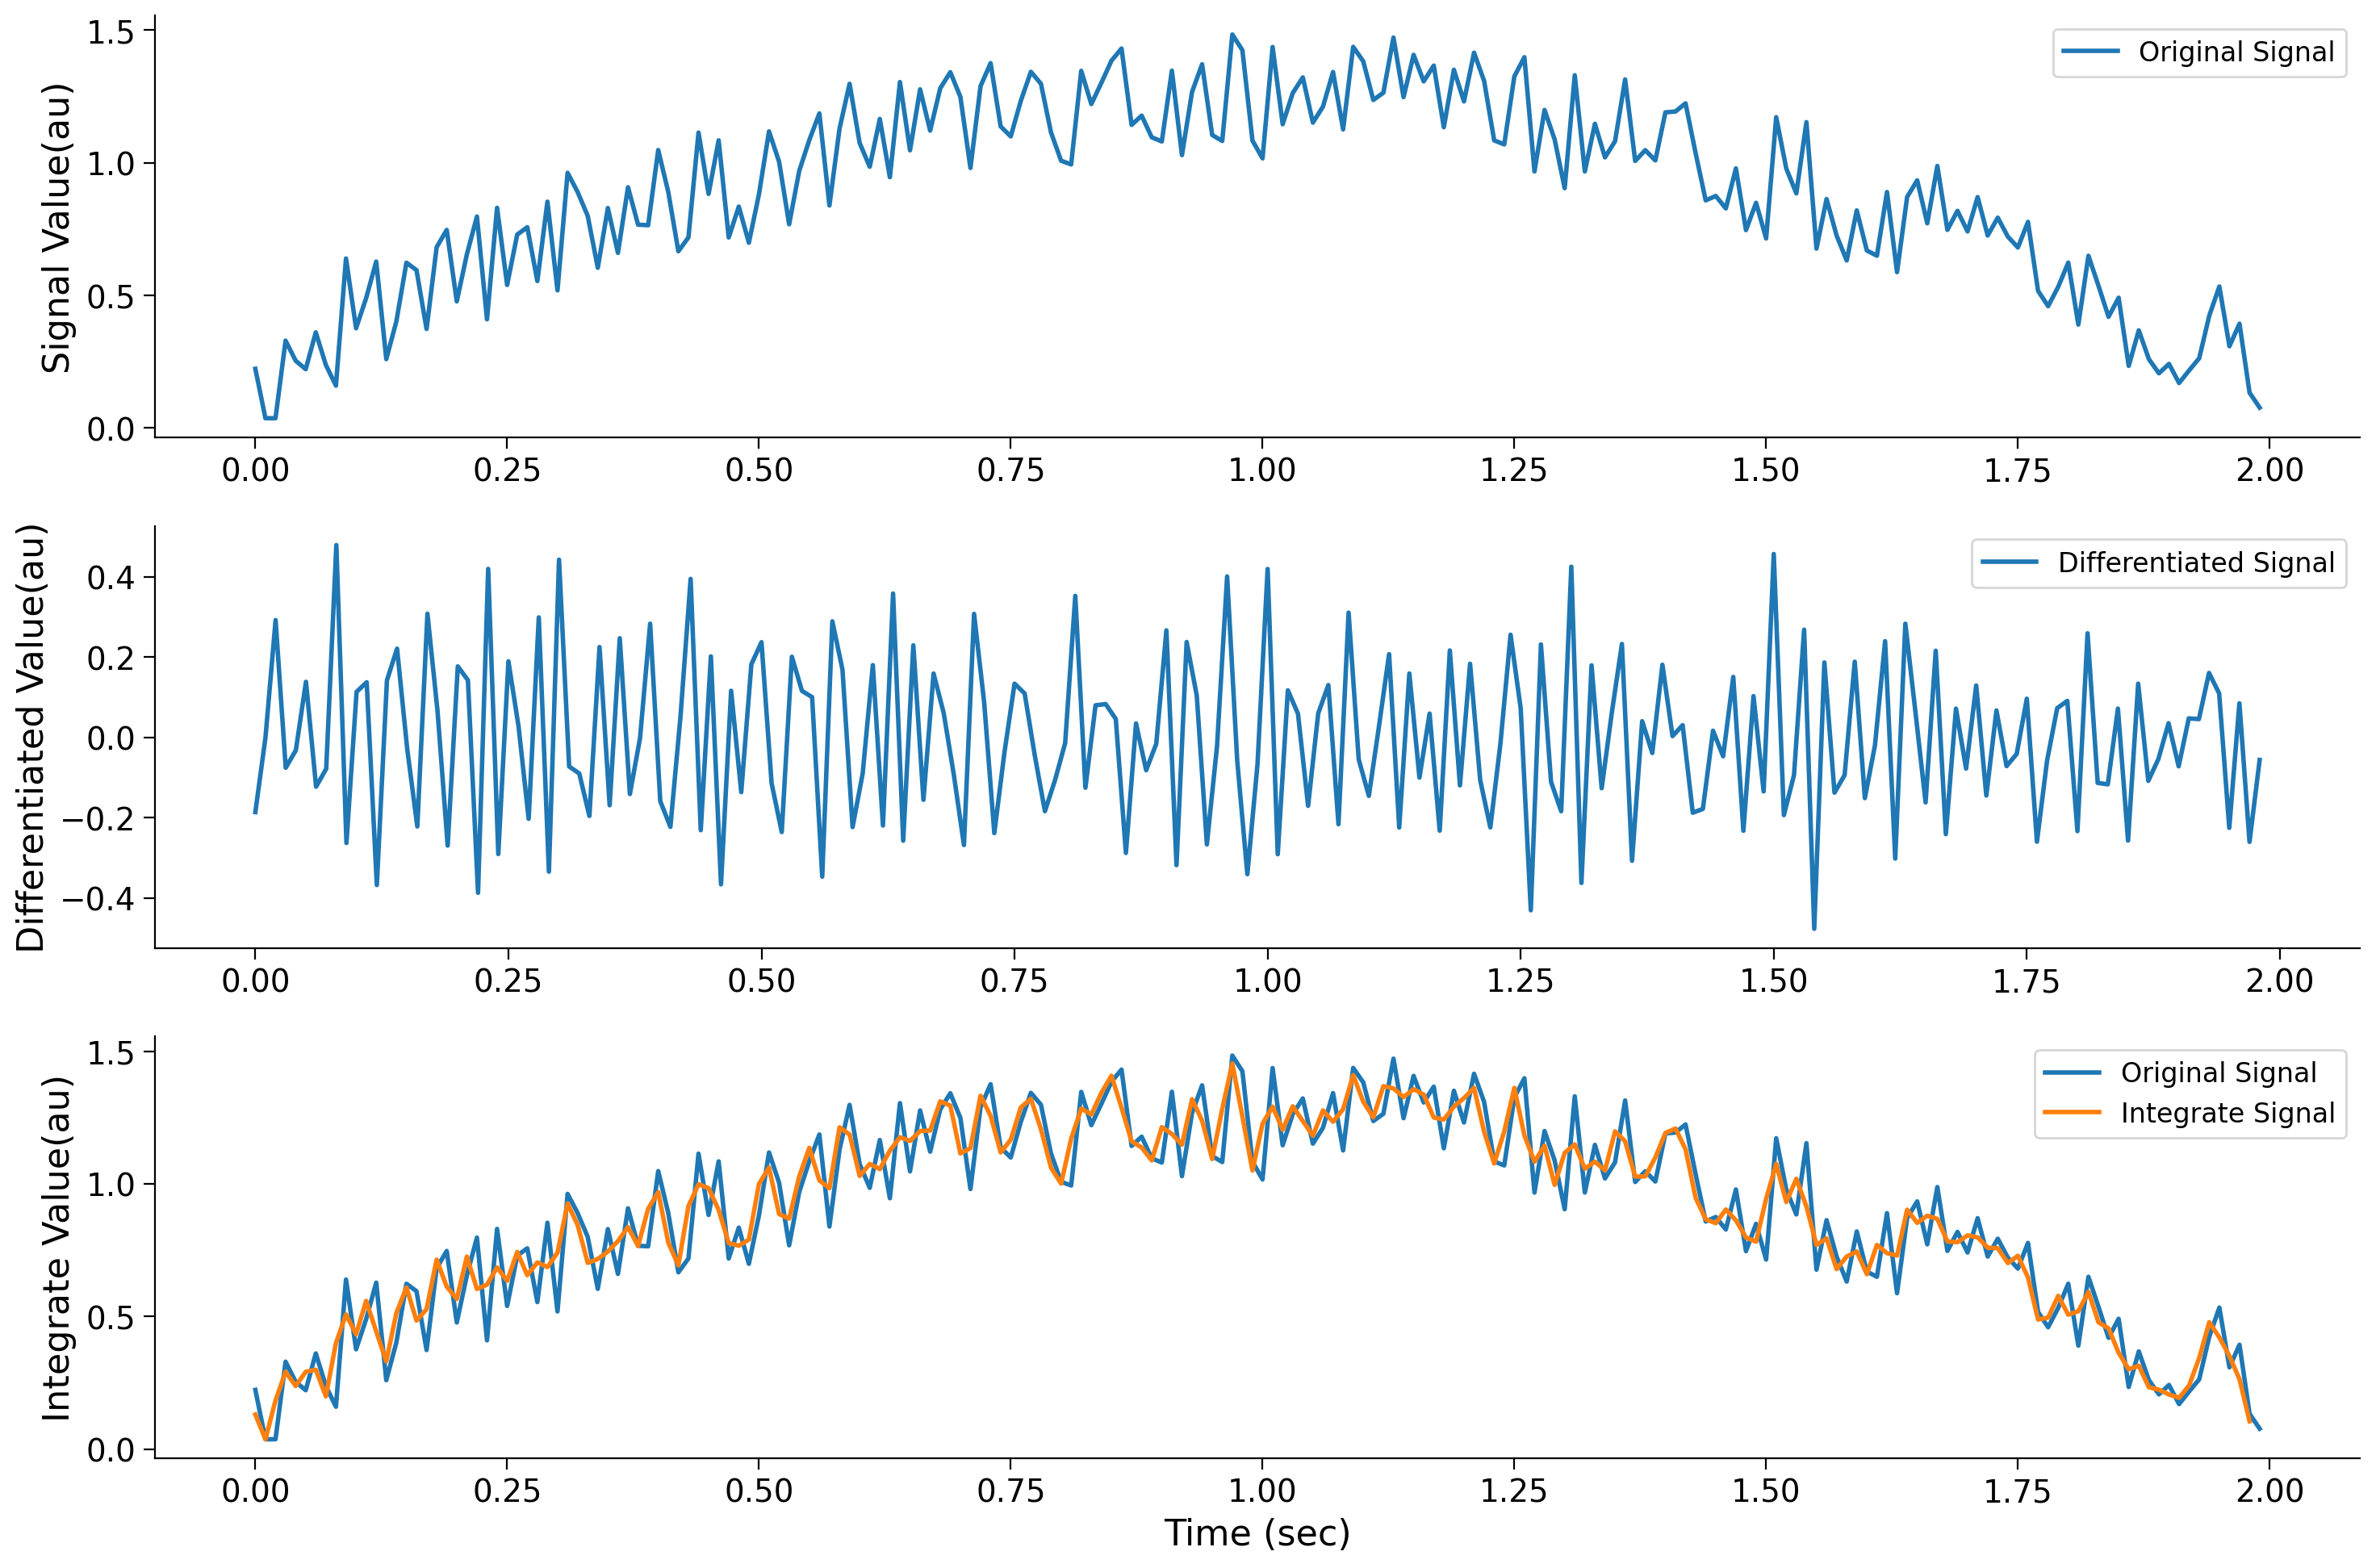 Signal Value(au)
1.5
1.0
0.5
0.0
Original Signal
0.00 0.25 0.50 0.75 1.00 1.25 1.50 1.75 2.00
Differentiated Value(au)
0.4
0.2
0.0
−0.2
−0.4
Differentiated Signal
0.00 0.25 0.50 0.75 1.00 1.25 1.50 1.75 2.00
Integrate Value(au)
1.5
1.0
0.5
0.0
Original Signal
Integrate Signal
0.00 0.25 0.50 0.75 1.00 1.25 1.50 1.75 2.00
Time (sec)